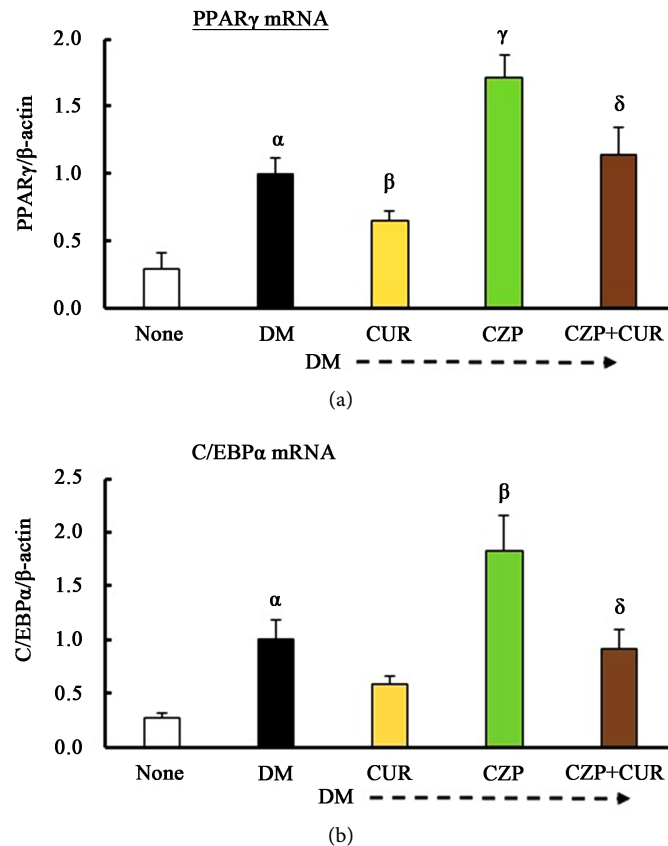 PPARγ mRNA
2.0
γ
1.5
δ
α
1.0
β
0.5
0.0
PPARγ/β-actin
None DM CUR CZP CZP+CUR
DM
(a)
C/EBPα mRNA
2.5
β
2.0
1.5
α
δ
1.0
0.5
0.0
C/EBPα/β-actin
None DM CUR CZP CZP+CUR
DM
(b)